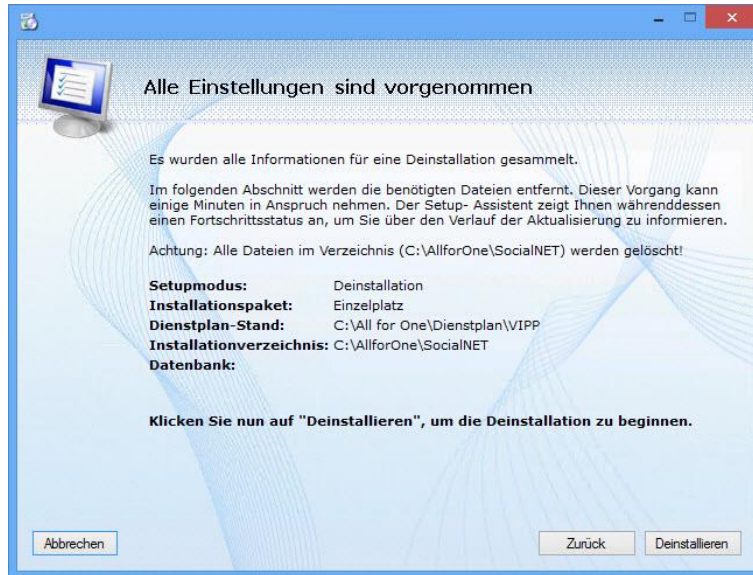 Alle Einstellungen sind vorgenommen
Es wurden alle Informationen für eine Deinstallation gesammelt.
Im folgenden Abschnitt werden die benötigten Dateien entfernt. Dieser Vorgang kann
einige Minuten in Anspruch nehmen. Der Setup- Assistent zeigt Ihnen währenddessen
einen Fortschrittsstatus an, um Sie über den Verlauf der Aktualisierung zu informieren.
Achtung: Alle Dateien im Verzeichnis (C:\AllforOne\SocialNET) werden gelöscht!
Setupmodus: Deinstallation
Installationspaket: Einzelplatz
Dienstplan-Stand: C:\All for One\Dienstplan\VIPP
Installationverzeichnis: C:\AllforOne\SocialNET
Datenbank:
Klicken Sie nun auf "Deinstallieren", um die Deinstallation zu beginnen.
Abbrechen Zurück Deinstallieren